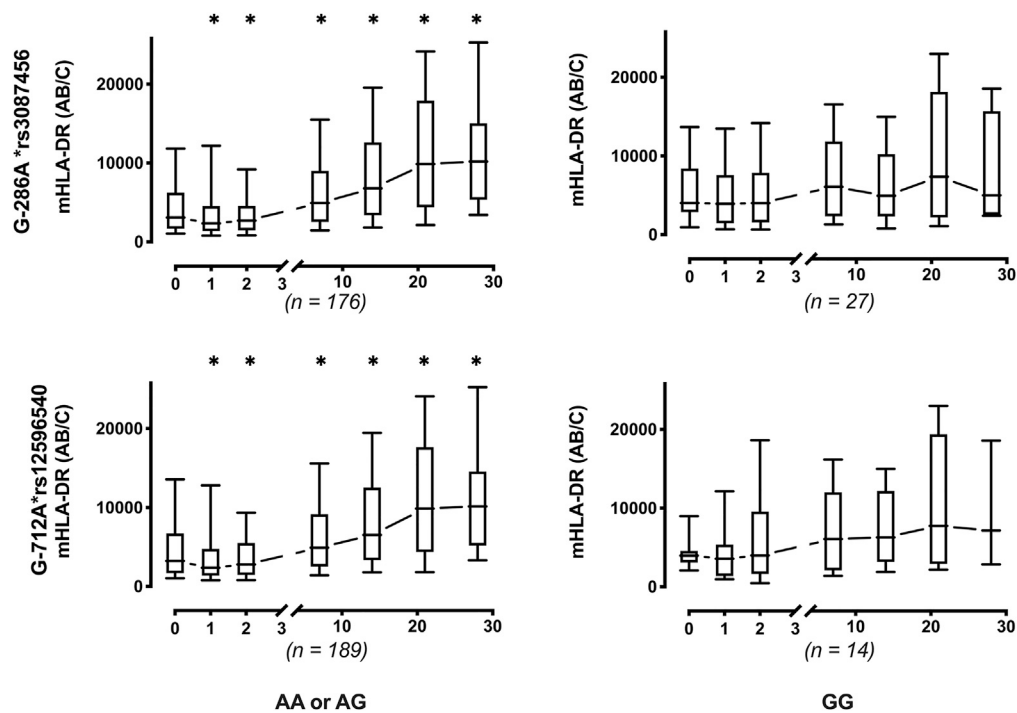 * * * * * *
G-286A *rs3087456
mHLA-DR (AB/C)
20000
10000
0
0 1 2 3 10 20 30
(n = 176)
mHLA-DR (AB/C)
20000
10000
0
0 1 2 3 10 20 30
(n = 27)
* * * * * *
G-712A*rs12596540
mHLA-DR (AB/C)
20000
10000
0
0 1 2 3 10 20 30
(n = 189)
mHLA-DR (AB/C)
20000
10000
0
0 1 2 3 10 20 30
(n = 14)
AA or AG
GG